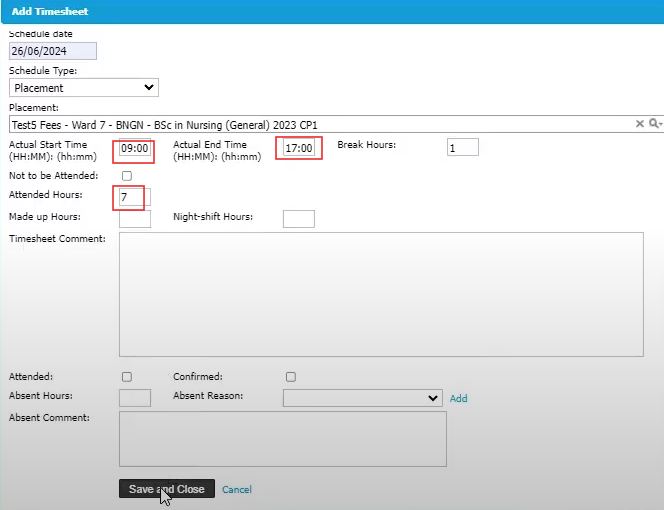 Add Timesheet
Schedule date
26/06/2024
Schedule Type:
Placement
Placement:
Test5 Fees - Ward 7 - BNGN - BSc in Nursing (General) 2023 CP1
Actual Start Time (HH:MM): (hh:mm) 09:00 Actual End Time (HH:MM): (hh:mm) 17:00 Break Hours: 1
Not to be Attended:
Attended Hours: 7
Made up Hours: Night-shift Hours:
Timesheet Comment:
Attended: Confirmed:
Absent Hours: Absent Reason: Add
Absent Comment:
Save and Close Cancel